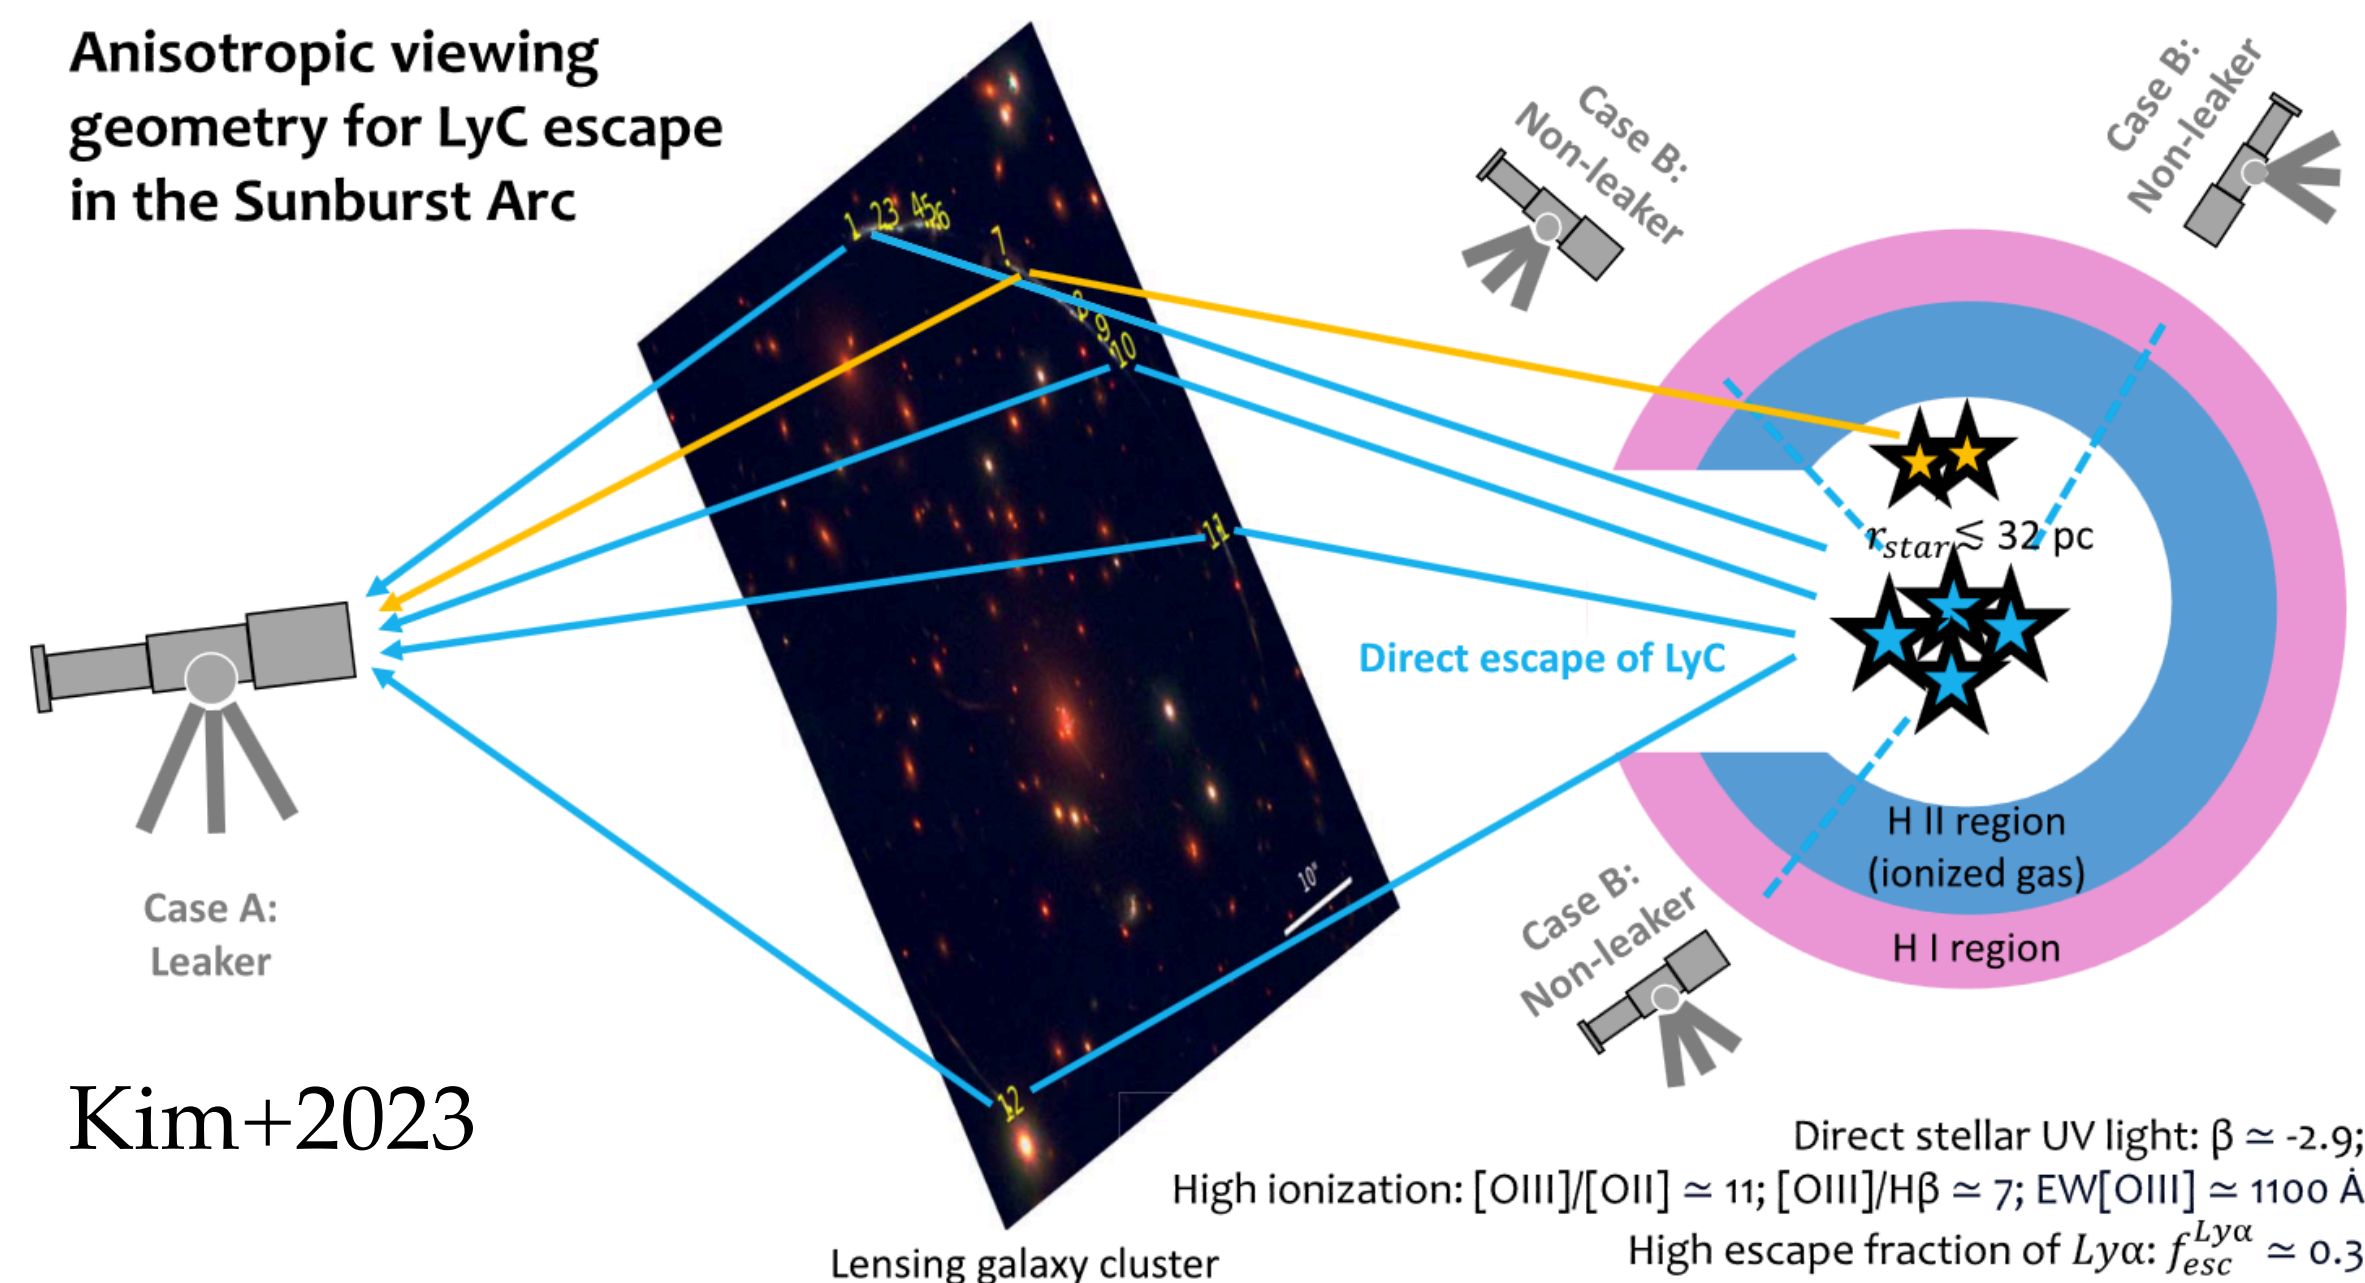 Anisotropic viewing
geometry for LyC escape
in the Sunburst Arc
Case B:
Non-leaker
Case B:
Non-leaker
1 2 3 4 5 6
7
8
9
10
11
12
10"
r_star ≲ 32 pc
Direct escape of LyC
H II region
(ionized gas)
H I region
Case B:
Non-leaker
Case A:
Leaker
Kim+2023
Lensing galaxy cluster
Direct stellar UV light: β ≃ -2.9;
High ionization: [OIII]/[OII] ≃ 11; [OIII]/Hβ ≃ 7; EW[OIII] ≃ 1100 Å
High escape fraction of Lyα: f_esc^Lyα ≃ 0.3